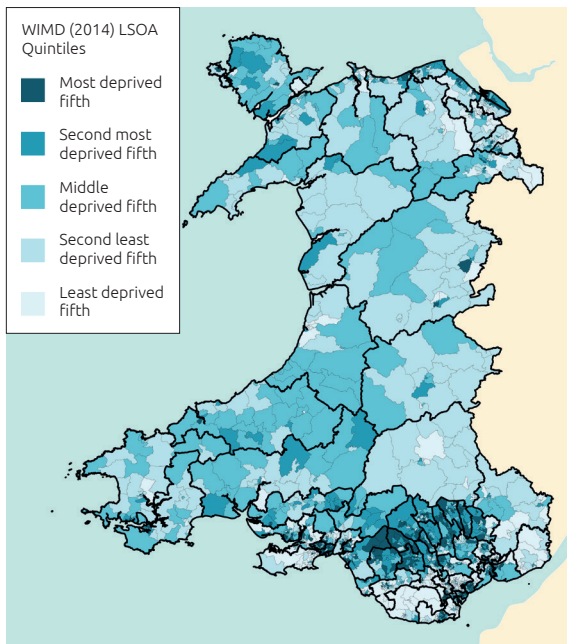 WIMD (2014) LSOA
Quintiles
Most deprived
fifth
Second most
deprived fifth
Middle
deprived fifth
Second least
deprived fifth
Least deprived
fifth